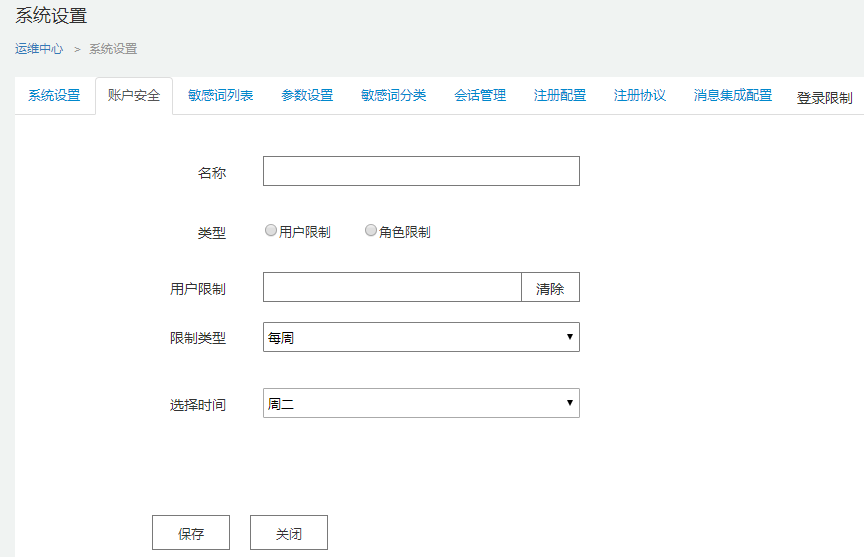 系统设置
运维中心 > 系统设置
系统设置 账户安全 敏感词列表 参数设置 敏感词分类 会话管理 注册配置 注册协议 消息集成配置 登录限制
名称
类型 用户限制 角色限制
用户限制 清除
限制类型 每周
选择时间 周二
保存 关闭